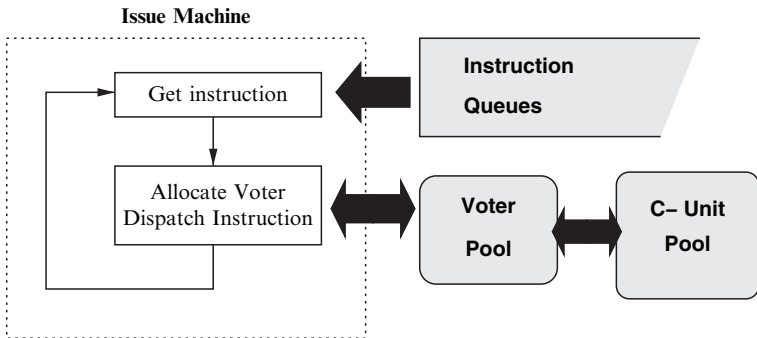 Issue Machine
Get instruction
Allocate Voter
Dispatch Instruction
Instruction
Queues
Voter
Pool
C– Unit
Pool